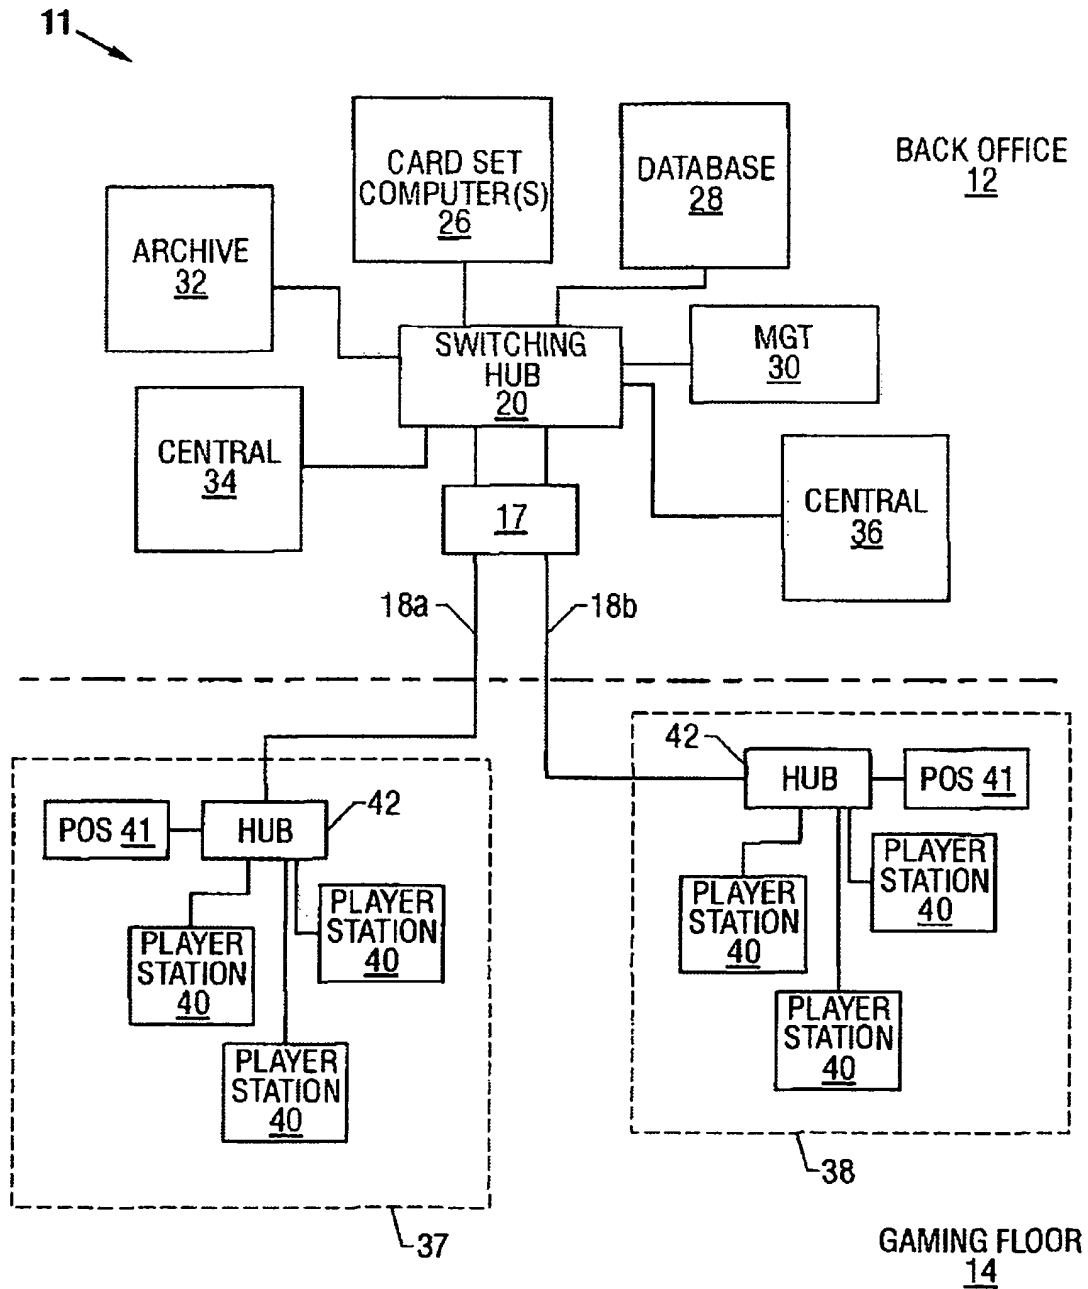 11
CARD SET
COMPUTER(S)
26
DATABASE
28
BACK OFFICE
12
ARCHIVE
32
SWITCHING
HUB
20
MGT
30
CENTRAL
34
CENTRAL
36
17
18a
18b
42
HUB
POS 41
POS 41
HUB
42
PLAYER
STATION
40
PLAYER
STATION
40
PLAYER
STATION
40
PLAYER
STATION
40
PLAYER
STATION
40
PLAYER
STATION
40
38
37
GAMING FLOOR
14